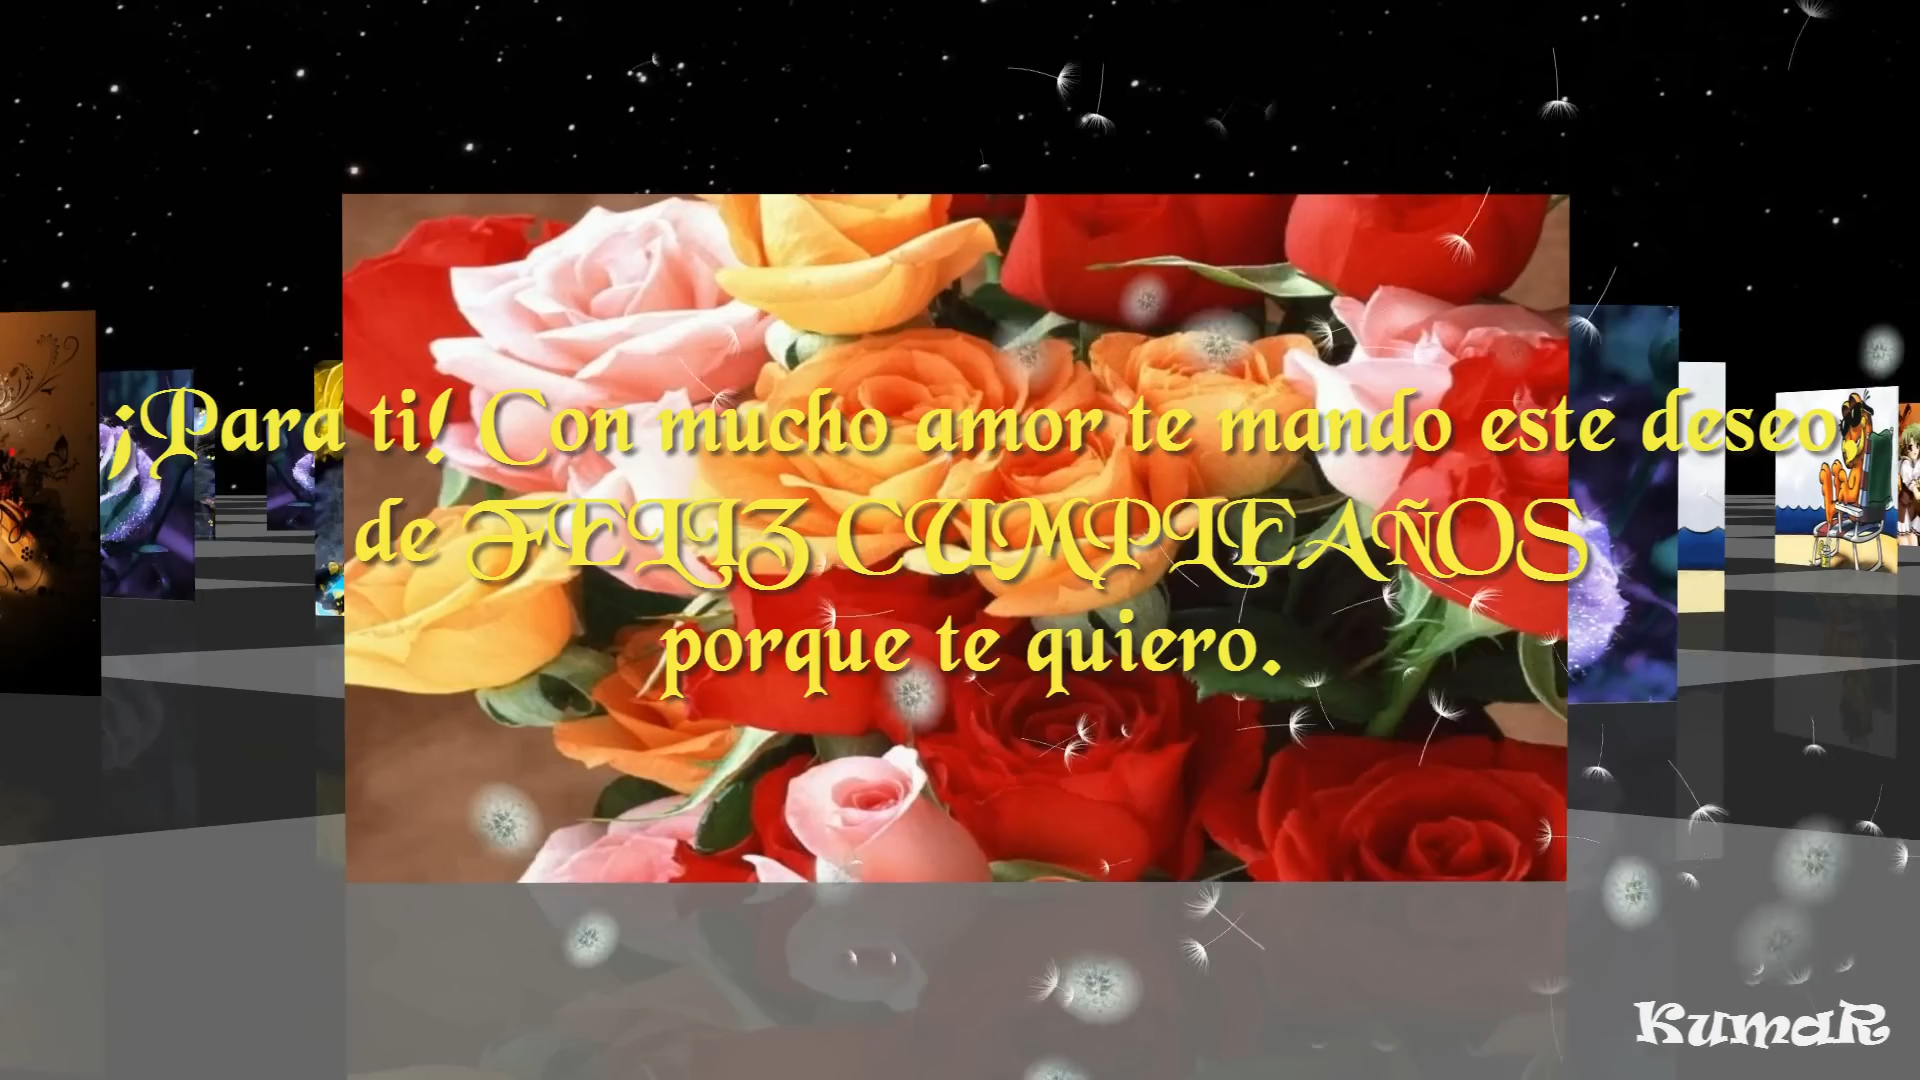 ¡Para ti! Con mucho amor te mando este deseo
de FELIZ CUMPLEAÑOS
porque te quiero.
KumaR